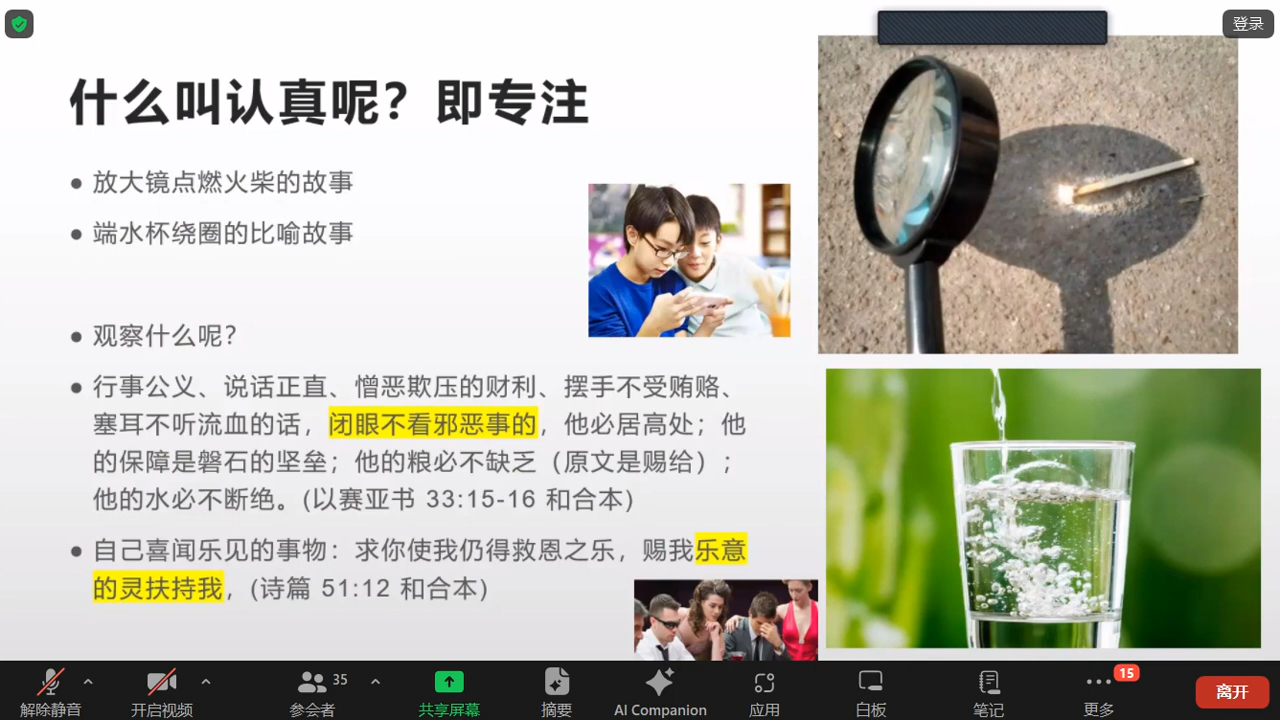 登录
什么叫认真呢？即专注
● 放大镜点燃火柴的故事
● 端水杯绕圈的比喻故事
● 观察什么呢？
● 行事公义、说话正直、憎恶欺压的财利、摆手不受贿赂、
塞耳不听流血的话，闭眼不看邪恶事的，他必居高处；他
的保障是磐石的坚垒；他的粮必不缺乏（原文是赐给）；
他的水必不断绝。(以赛亚书 33:15-16 和合本)
● 自己喜闻乐见的事物：求你使我仍得救恩之乐，赐我乐意
的灵扶持我，(诗篇 51:12 和合本)
35
15
解除静音
开启视频
参会者
共享屏幕
摘要
AI Companion
应用
白板
笔记
更多
离开